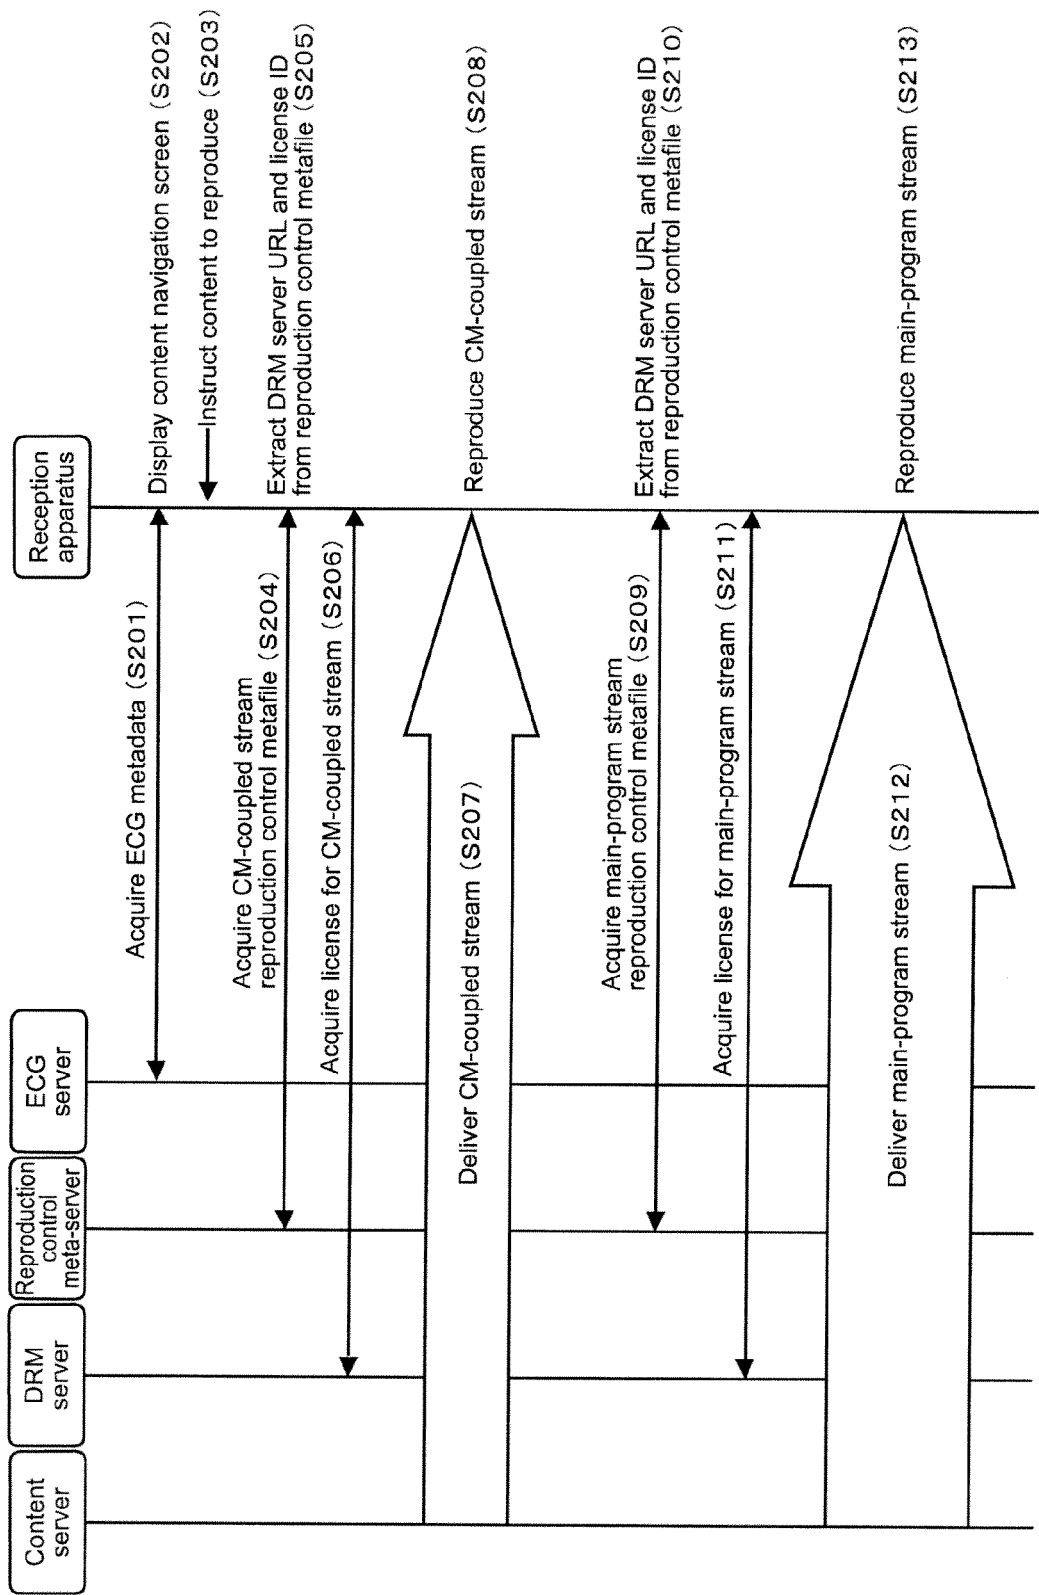 Content
server
DRM
server
Reproduction
control
meta-server
ECG
server
Reception
apparatus
Acquire ECG metadata (S201)
Display content navigation screen (S202)
Instruct content to reproduce (S203)
Acquire CM-coupled stream
reproduction control metafile (S204)
Extract DRM server URL and license ID
from reproduction control metafile (S205)
Acquire license for CM-coupled stream (S206)
Deliver CM-coupled stream (S207)
Reproduce CM-coupled stream (S208)
Acquire main-program stream
reproduction control metafile (S209)
Extract DRM server URL and license ID
from reproduction control metafile (S210)
Acquire license for main-program stream (S211)
Deliver main-program stream (S212)
Reproduce main-program stream (S213)